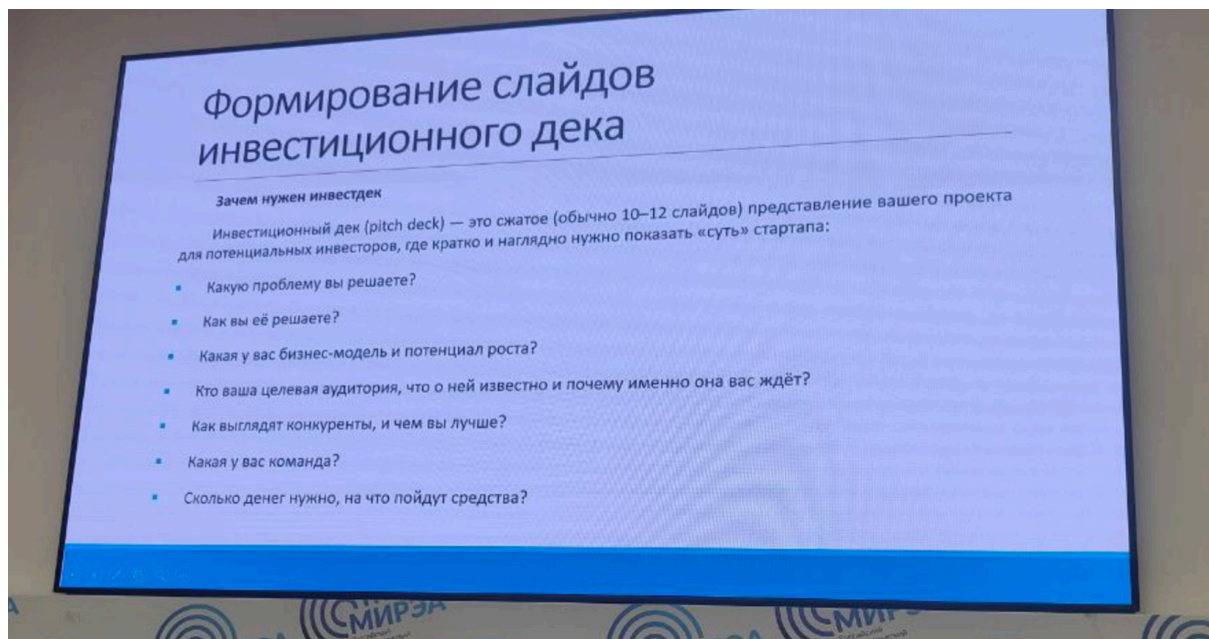 Формирование слайдов
инвестиционного дека
Зачем нужен инвестдек
Инвестиционный дек (pitch deck) — это сжатое (обычно 10–12 слайдов) представление вашего проекта
для потенциальных инвесторов, где кратко и наглядно нужно показать «суть» стартапа:
▪ Какую проблему вы решаете?
▪ Как вы её решаете?
▪ Какая у вас бизнес-модель и потенциал роста?
▪ Кто ваша целевая аудитория, что о ней известно и почему именно она вас ждёт?
▪ Как выглядят конкуренты, и чем вы лучше?
▪ Какая у вас команда?
▪ Сколько денег нужно, на что пойдут средства?
МИРЭА